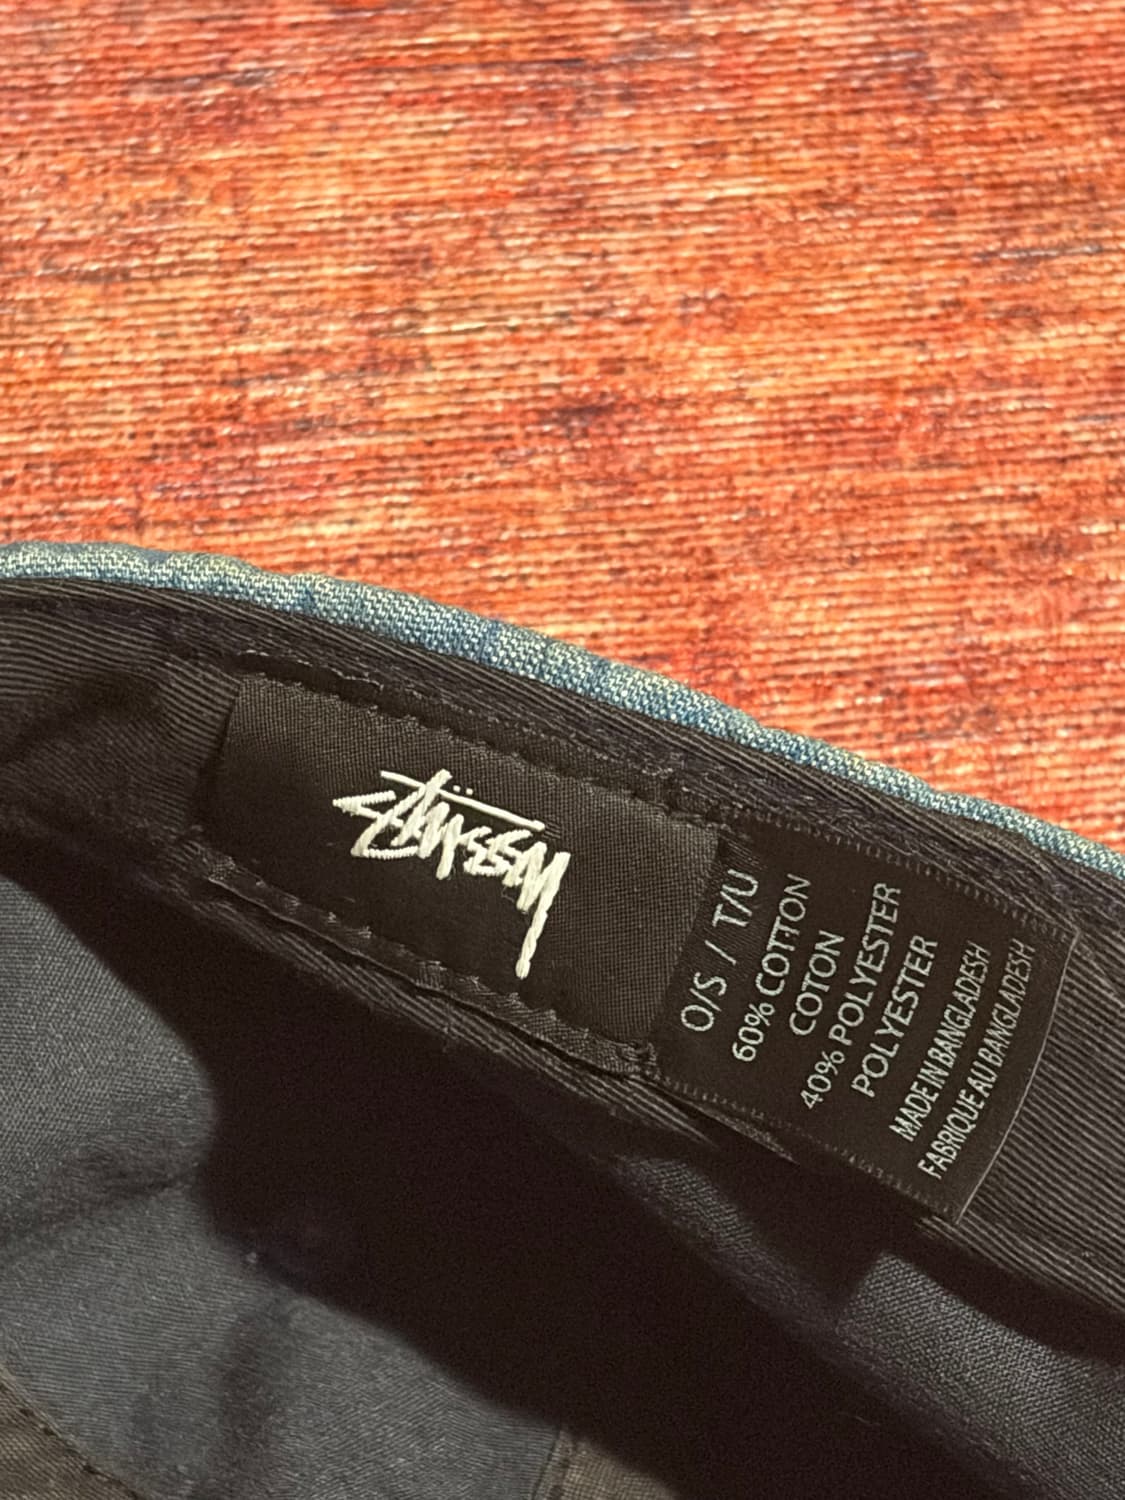 STÜSSY
O/S / T/U
60% COTTON
COTON
40% POLYESTER
POLYESTER
MADE IN BANGLADESH
FABRIQUE AU BANGLADESH